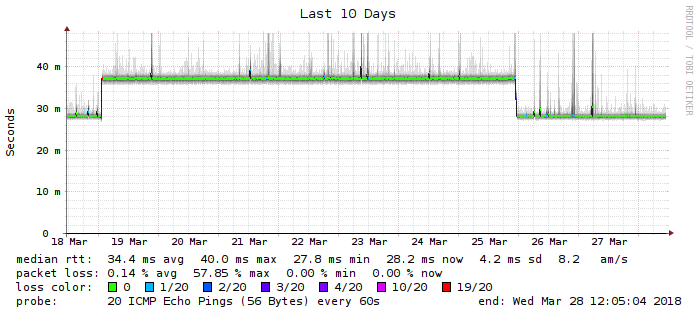 Last 10 Days
RRDTOOL / TOBI OETIKER
Seconds
40 m
30 m
20 m
10 m
0
18 Mar 19 Mar 20 Mar 21 Mar 22 Mar 23 Mar 24 Mar 25 Mar 26 Mar 27 Mar
median rtt: 34.4 ms avg 40.0 ms max 27.8 ms min 28.2 ms now 4.2 ms sd 8.2 am/s
packet loss: 0.14 % avg 57.85 % max 0.00 % min 0.00 % now
loss color: 0 1/20 2/20 3/20 4/20 10/20 19/20
probe: 20 ICMP Echo Pings (56 Bytes) every 60s end: Wed Mar 28 12:05:04 2018